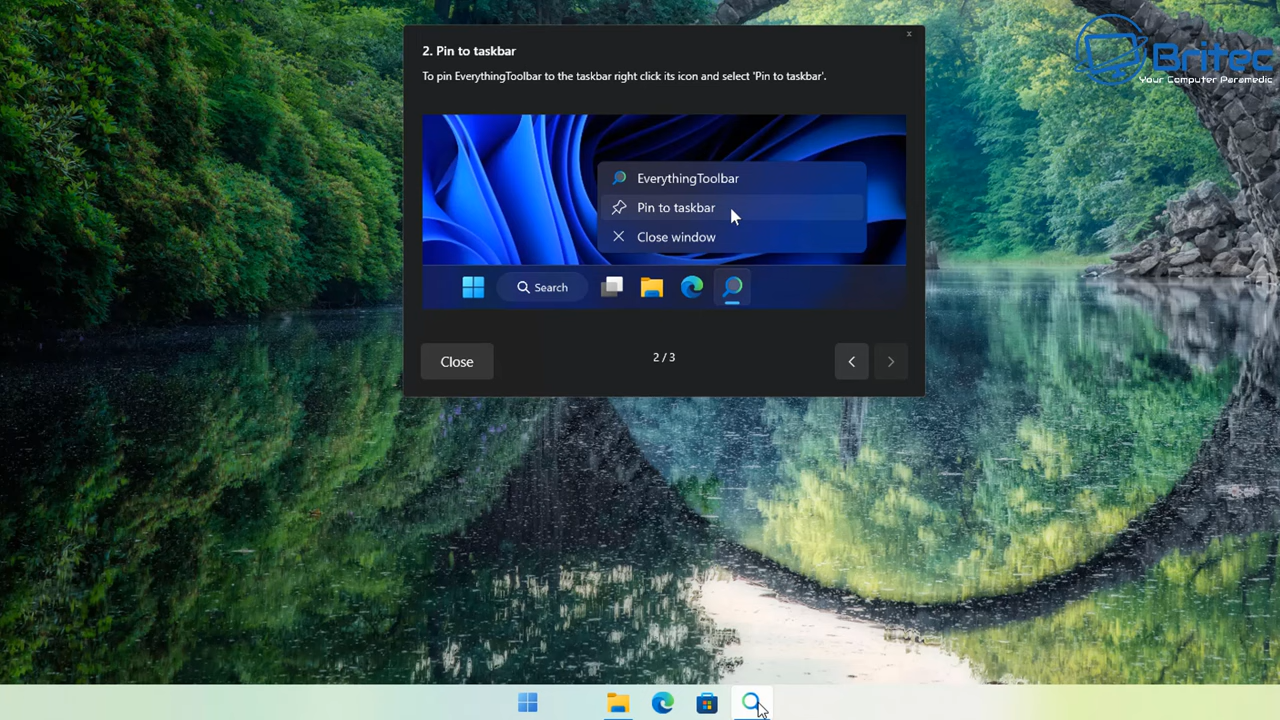 x
2. Pin to taskbar
To pin EverythingToolbar to the taskbar right click its icon and select 'Pin to taskbar'.
EverythingToolbar
Pin to taskbar
Close window
Search
Close
2 / 3
Britec
Your Computer Paramedic